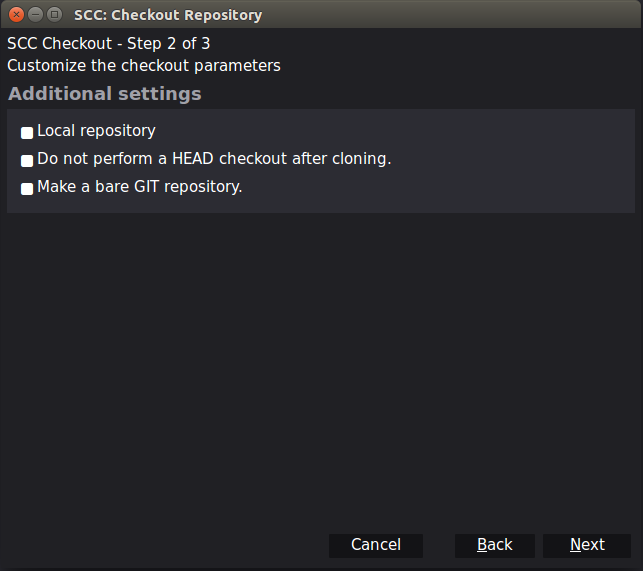 SCC: Checkout Repository
SCC Checkout - Step 2 of 3
Customize the checkout parameters
Additional settings
Local repository
Do not perform a HEAD checkout after cloning.
Make a bare GIT repository.
Cancel Back Next